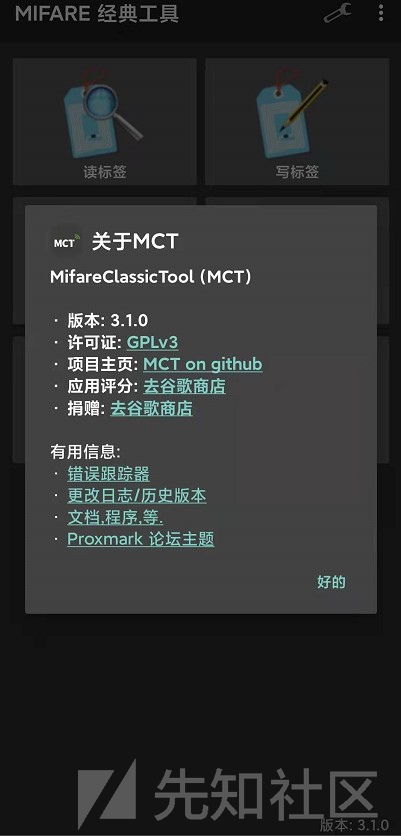 MIFARE 经典工具
读标签
写标签
MCT
关于MCT
MifareClassicTool (MCT)
· 版本: 3.1.0
· 许可证: GPLv3
· 项目主页: MCT on github
· 应用评分: 去谷歌商店
· 捐赠: 去谷歌商店
有用信息:
· 错误跟踪器
· 更改日志/历史版本
· 文档,程序,等.
· Proxmark 论坛主题
好的
先知社区
版本: 3.1.0